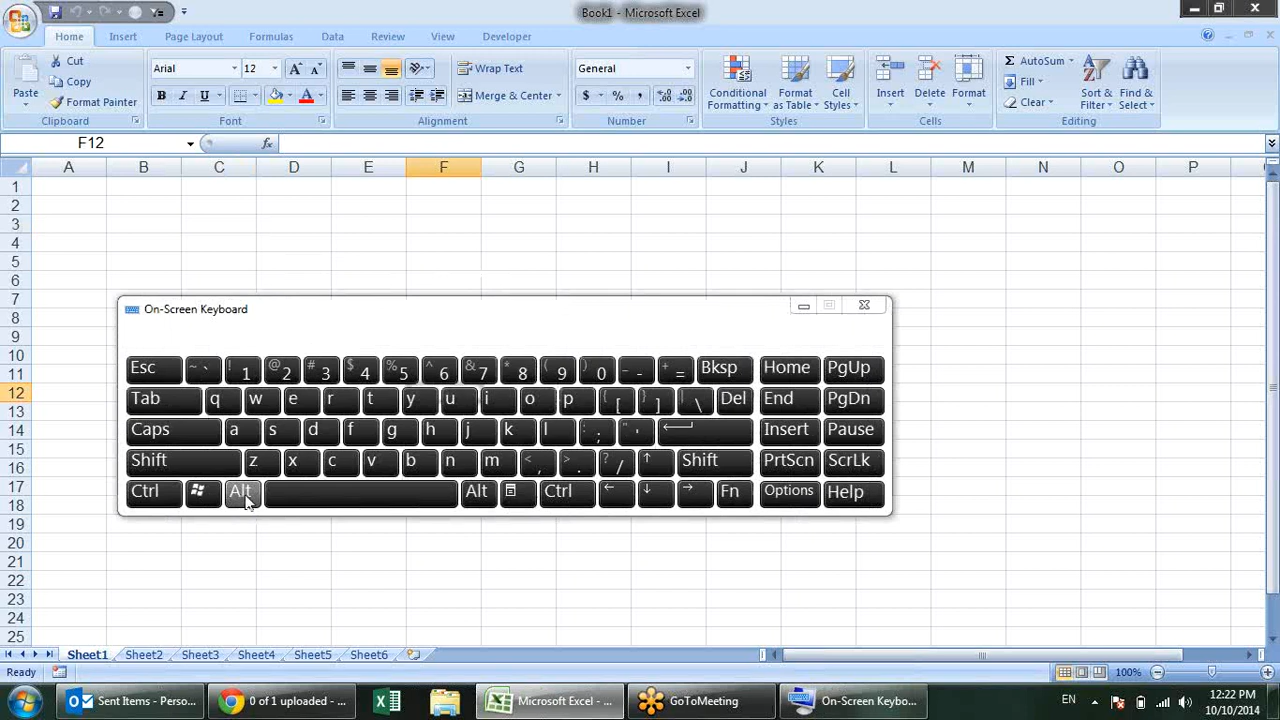 Book1 - Microsoft Excel
Home Insert Page Layout Formulas Data Review View Developer
Paste
Cut
Copy
Format Painter
Clipboard
Arial 12
B I U
Font
Wrap Text
Merge & Center
Alignment
General
$ % ,
Number
Conditional Formatting
Format as Table
Cell Styles
Styles
Insert Delete Format
Cells
AutoSum
Fill
Clear
Sort & Filter
Find & Select
Editing
F12 fx
A B C D E F G H I J K L M N O P
1
2
3
4
5
6
7
8
9
10
11
12
13
14
15
16
17
18
19
20
21
22
23
24
25
On-Screen Keyboard
Esc ~ ` ! 1 @ 2 # 3 $ 4 % 5 ^ 6 & 7 * 8 ( 9 ) 0 _ - + = Bksp Home PgUp
Tab q w e r t y u i o p { [ } ] | \ Del End PgDn
Caps a s d f g h j k l : ; " ' Insert Pause
Shift z x c v b n m < , > . ? / ↑ Shift PrtScn ScrLk
Ctrl Alt Alt Ctrl ← ↓ → Fn Options Help
Sheet1 Sheet2 Sheet3 Sheet4 Sheet5 Sheet6
Ready 100%
Sent Items - Perso... 0 of 1 uploaded - ... Microsoft Excel - ... GoToMeeting On-Screen Keybo... EN 12:22 PM
10/10/2014